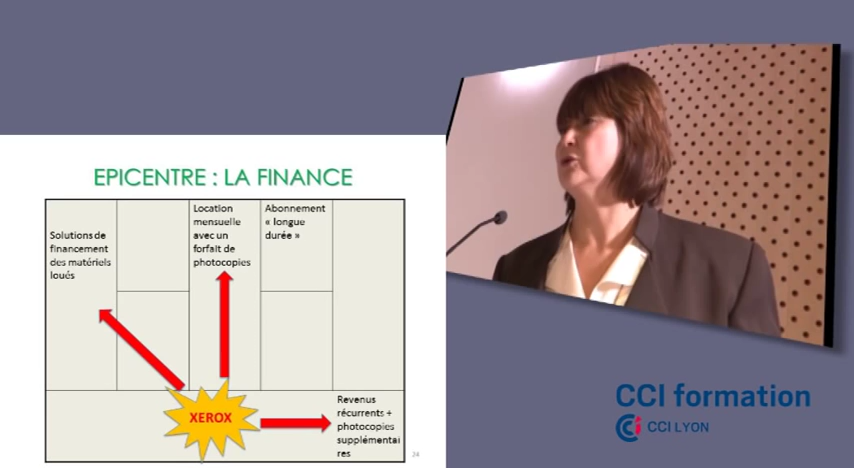 EPICENTRE : LA FINANCE
Solutions de
financement
des matériels
loués
Location
mensuelle
avec un
forfait de
photocopies
Abonnement
« longue
durée »
XEROX
Revenus
récurrents +
photocopies
supplémentai
res
24
CCI formation
CCI LYON